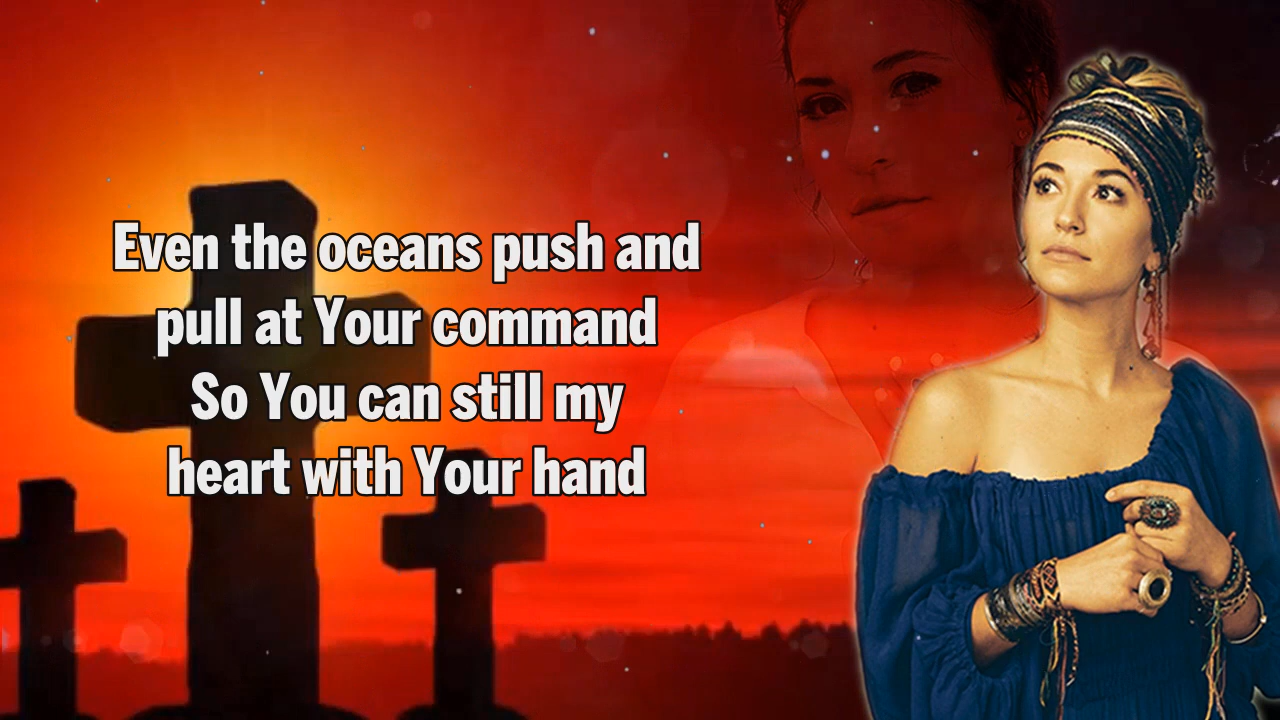 Even the oceans push and
pull at Your command
So You can still my
heart with Your hand